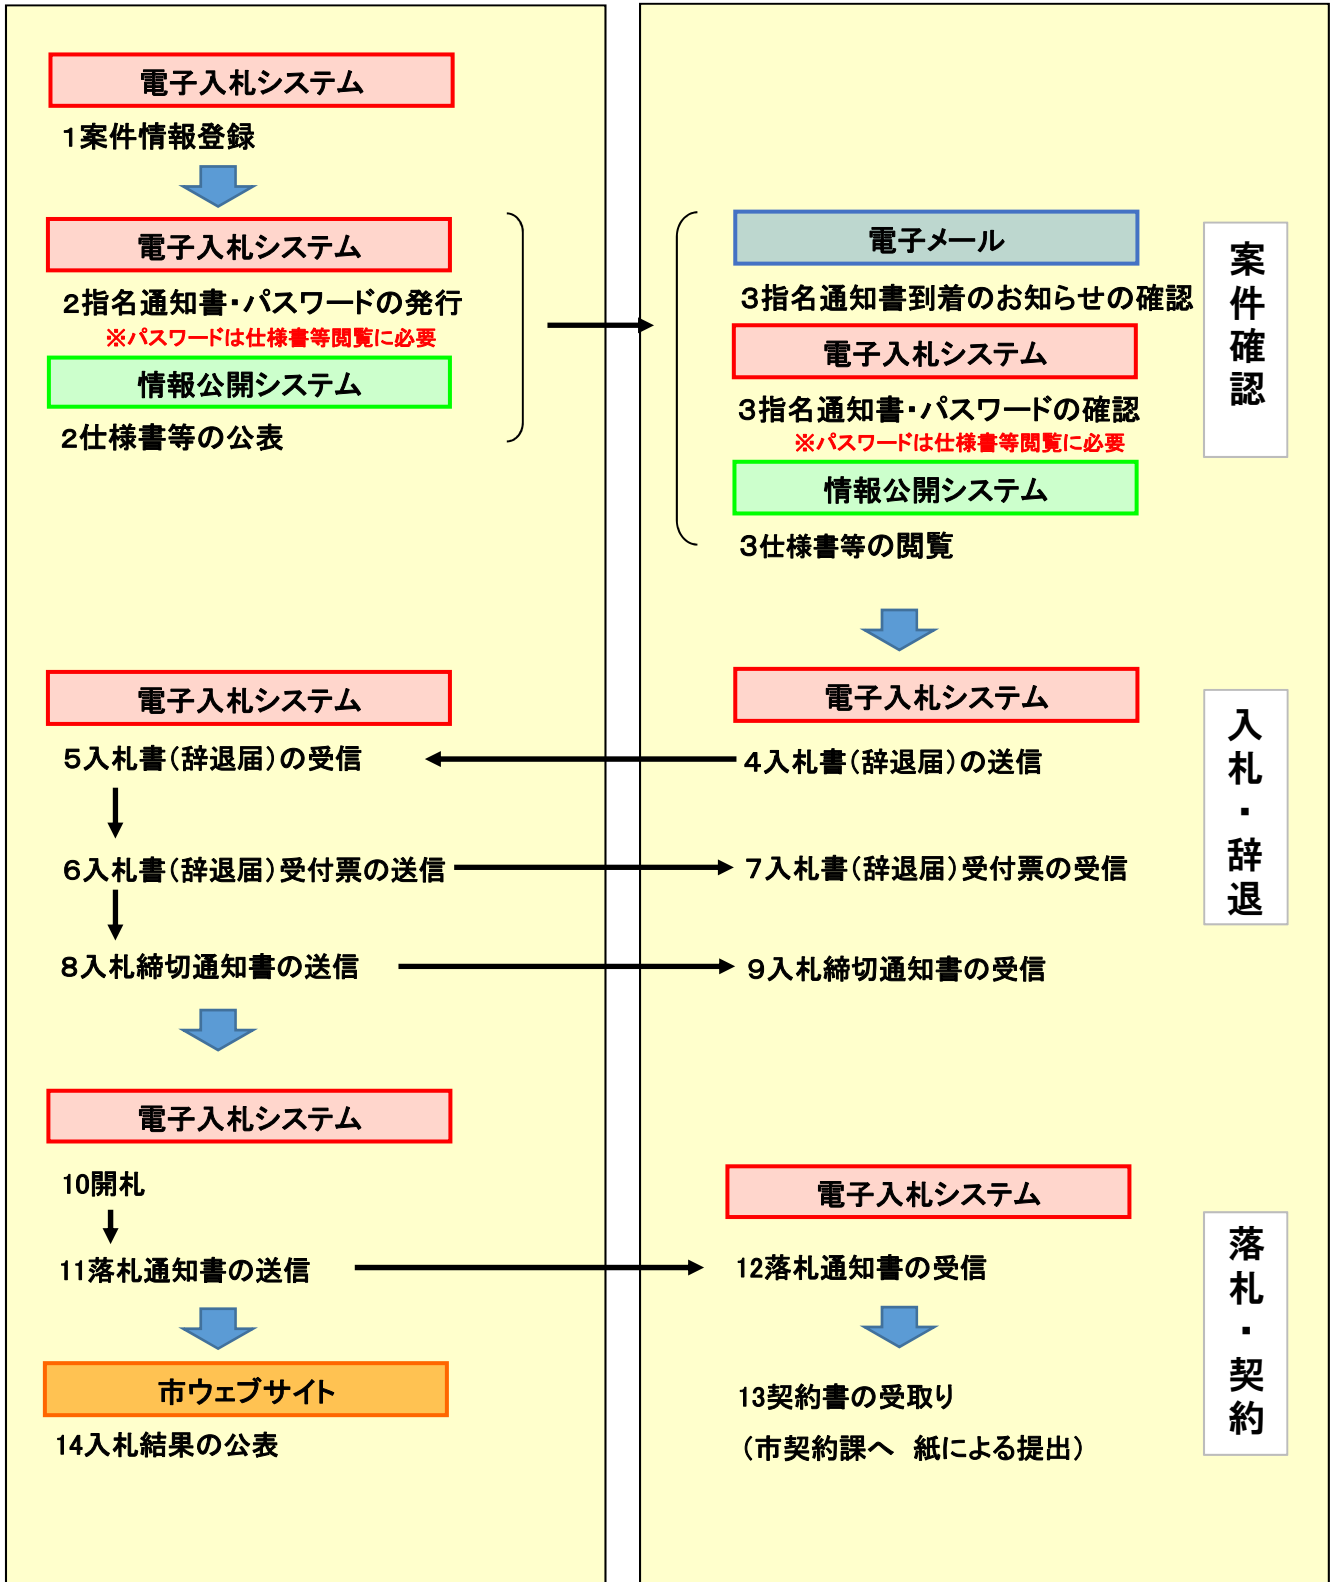 電子入札システム
1案件情報登録
電子入札システム
2指名通知書・パスワードの発行
※パスワードは仕様書等閲覧に必要
情報公開システム
2仕様書等の公表
電子メール
3指名通知書到着のお知らせの確認
電子入札システム
3指名通知書・パスワードの確認
※パスワードは仕様書等閲覧に必要
情報公開システム
3仕様書等の閲覧
案件確認
電子入札システム
電子入札システム
5入札書(辞退届)の受信
4入札書(辞退届)の送信
6入札書(辞退届)受付票の送信
7入札書(辞退届)受付票の受信
8入札締切通知書の送信
9入札締切通知書の受信
入札・辞退
電子入札システム
10開札
11落札通知書の送信
電子入札システム
12落札通知書の受信
市ウェブサイト
14入札結果の公表
13契約書の受取り
(市契約課へ 紙による提出)
落札・契約